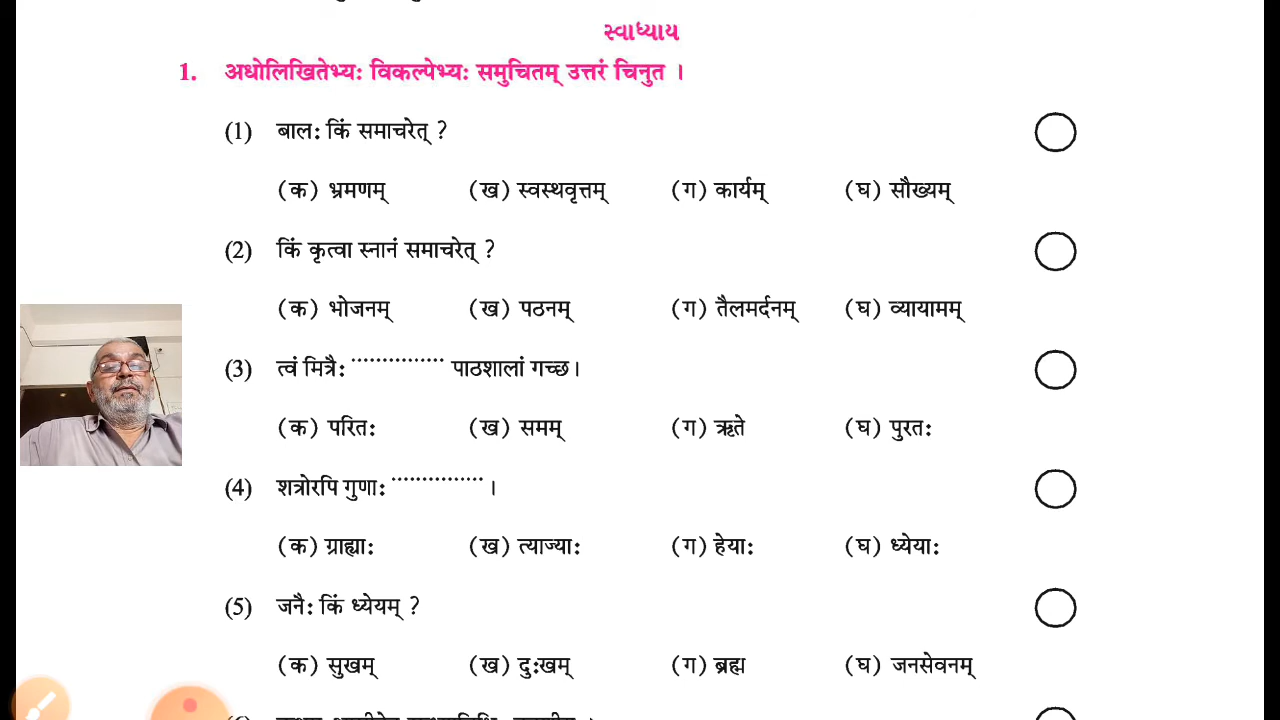 સ્વાધ્યાય
1. अधोलिखितेभ्यः विकल्पेभ्यः समुचितम् उत्तरं चिनुत ।
(1) बालः किं समाचरेत् ?
(क) भ्रमणम् (ख) स्वस्थवृत्तम् (ग) कार्यम् (घ) सौख्यम्
(2) किं कृत्वा स्नानं समाचरेत् ?
(क) भोजनम् (ख) पठनम् (ग) तैलमर्दनम् (घ) व्यायामम्
(3) त्वं मित्रैः ............... पाठशालां गच्छ।
(क) परितः (ख) समम् (ग) ऋते (घ) पुरतः
(4) शत्रोरपि गुणाः ............... ।
(क) ग्राह्याः (ख) त्याज्याः (ग) हेयाः (घ) ध्येयाः
(5) जनैः किं ध्येयम् ?
(क) सुखम् (ख) दुःखम् (ग) ब्रह्म (घ) जनसेवनम्